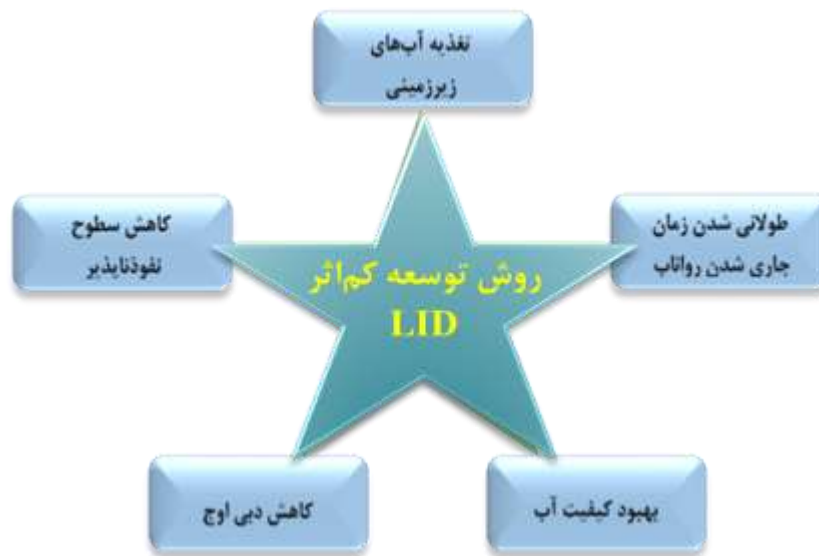 تغذیه آب‌های
زیرزمینی
طولانی شدن زمان
جاری شدن رواناب
کاهش سطوح
نفوذناپذیر
روش توسعه کم‌اثر
LID
بهبود کیفیت آب
کاهش دبی اوج